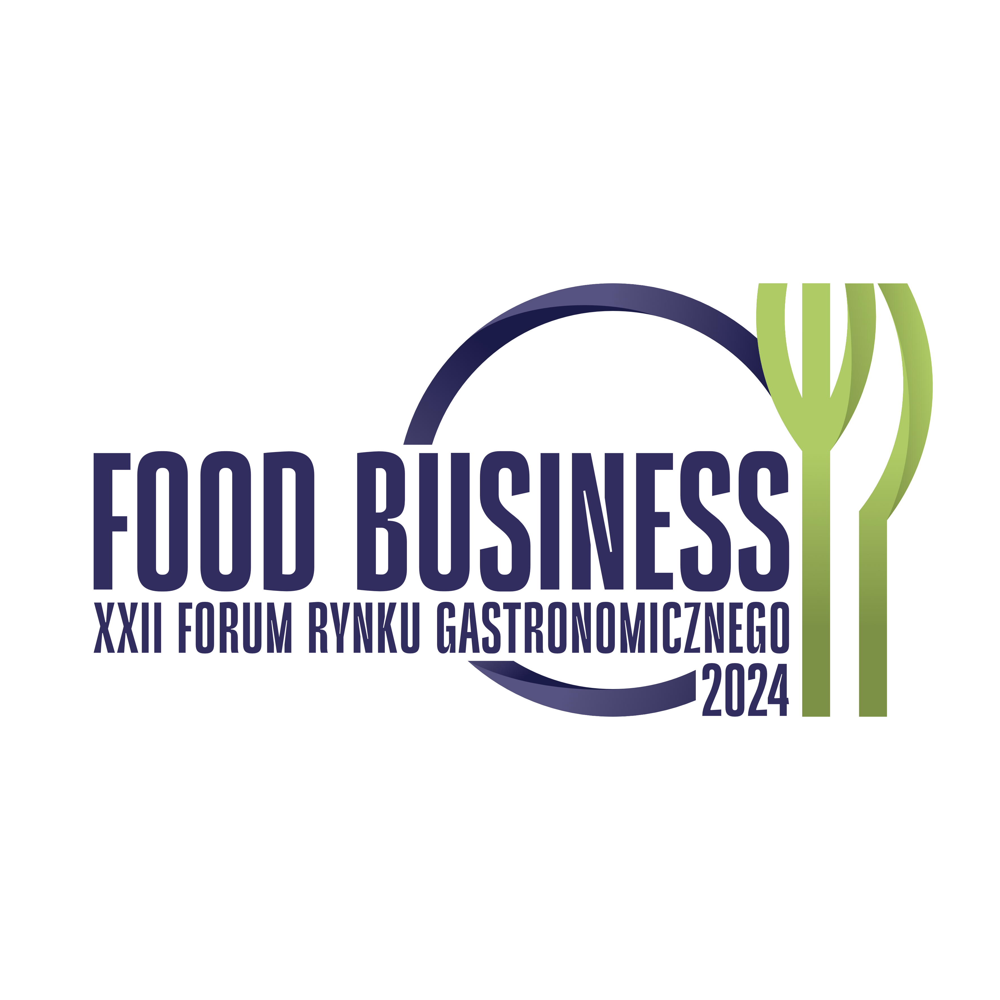 FOOD BUSINESS
XXII FORUM RYNKU GASTRONOMICZNEGO
2024